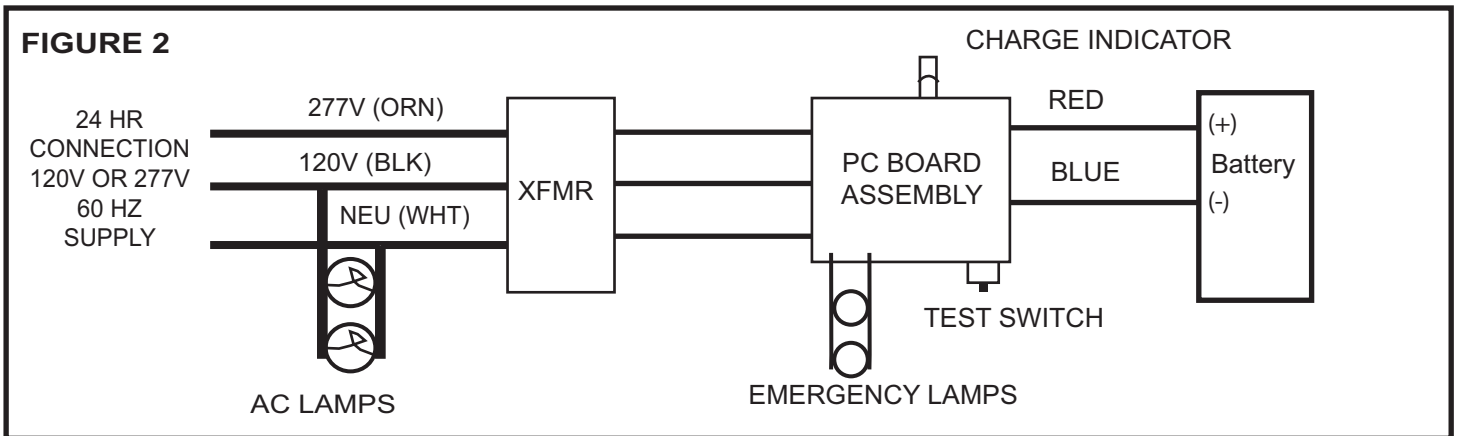 FIGURE 2
24 HR
CONNECTION
120V OR 277V
60 HZ
SUPPLY
277V (ORN)
120V (BLK)
NEU (WHT)
AC LAMPS
XFMR
CHARGE INDICATOR
PC BOARD
ASSEMBLY
TEST SWITCH
EMERGENCY LAMPS
RED
BLUE
(+)
Battery
(-)